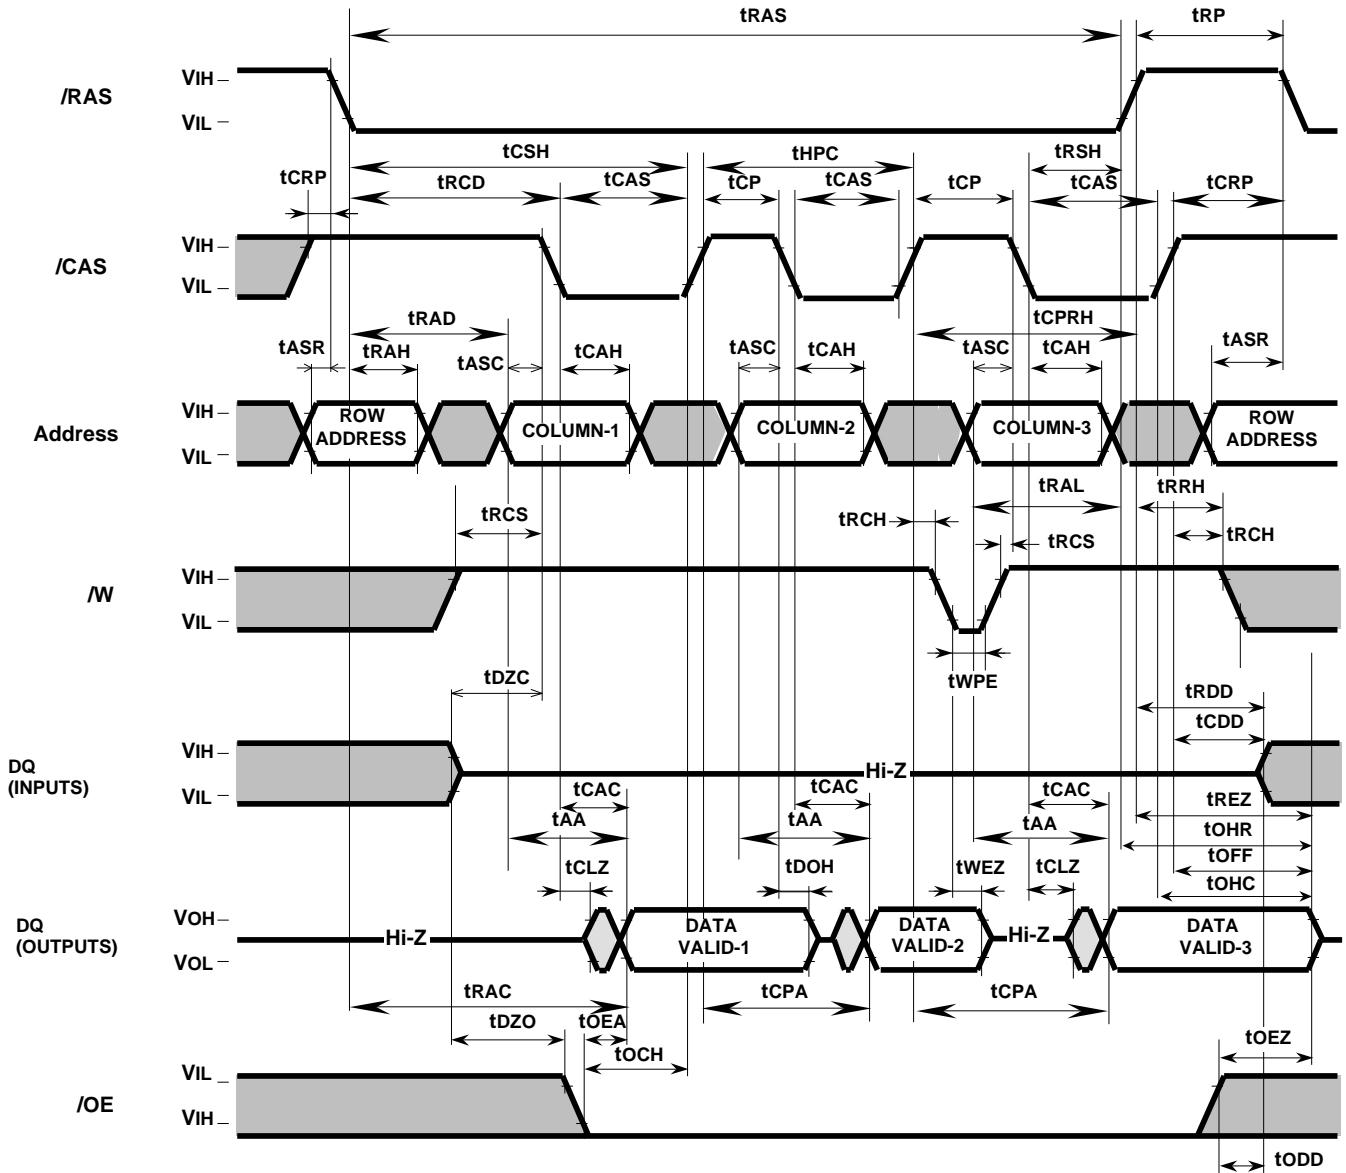 tRAS
tRP
/RAS
VIH
VIL
tCSH
tHPC
tRSH
tCRP
tRCD
tCAS
tCP
tCAS
tCP
tCAS
tCRP
/CAS
VIH
VIL
tRAD
tCPRH
tASR
tRAH
tASC
tCAH
tASC
tCAH
tASC
tCAH
tASR
Address
VIH
VIL
ROW
ADDRESS
COLUMN-1
COLUMN-2
COLUMN-3
ROW
ADDRESS
tRCS
tRCH
tRAL
tRRH
tRCS
tRCH
/W
VIH
VIL
tWPE
tDZC
tRDD
tCDD
DQ
(INPUTS)
VIH
VIL
Hi-Z
tCAC
tCAC
tCAC
tREZ
tAA
tAA
tAA
tOHR
tCLZ
tDOH
tWEZ
tCLZ
tOFF
tOHC
DQ
(OUTPUTS)
VOH
VOL
Hi-Z
DATA
VALID-1
DATA
VALID-2
Hi-Z
DATA
VALID-3
tRAC
tCPA
tCPA
tDZO
tOEA
tOCH
tOEZ
/OE
VIL
VIH
tODD